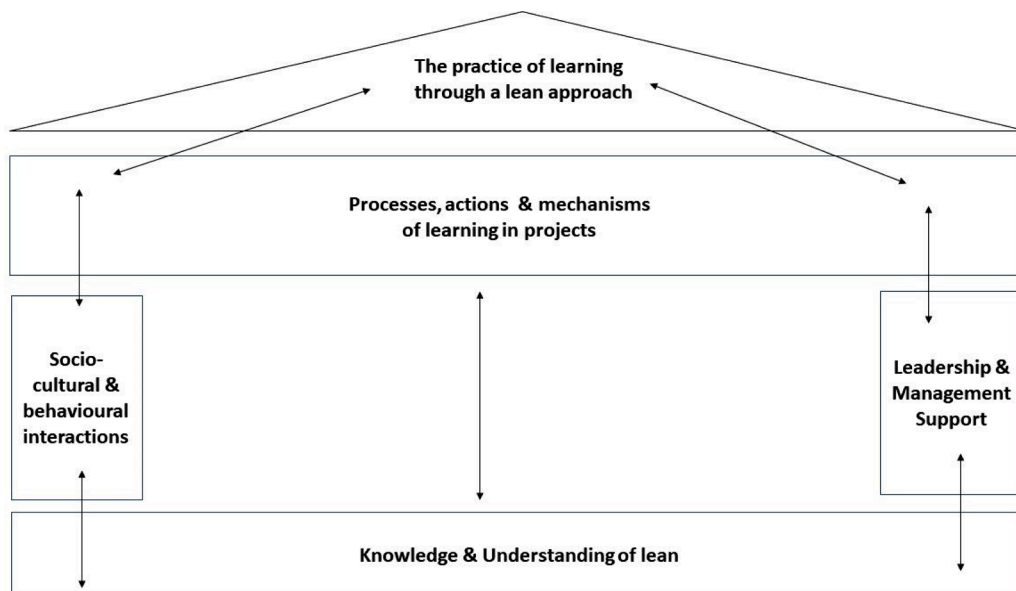 The practice of learning
through a lean approach
Processes, actions & mechanisms
of learning in projects
Socio-
cultural &
behavioural
interactions
Leadership &
Management
Support
Knowledge & Understanding of lean